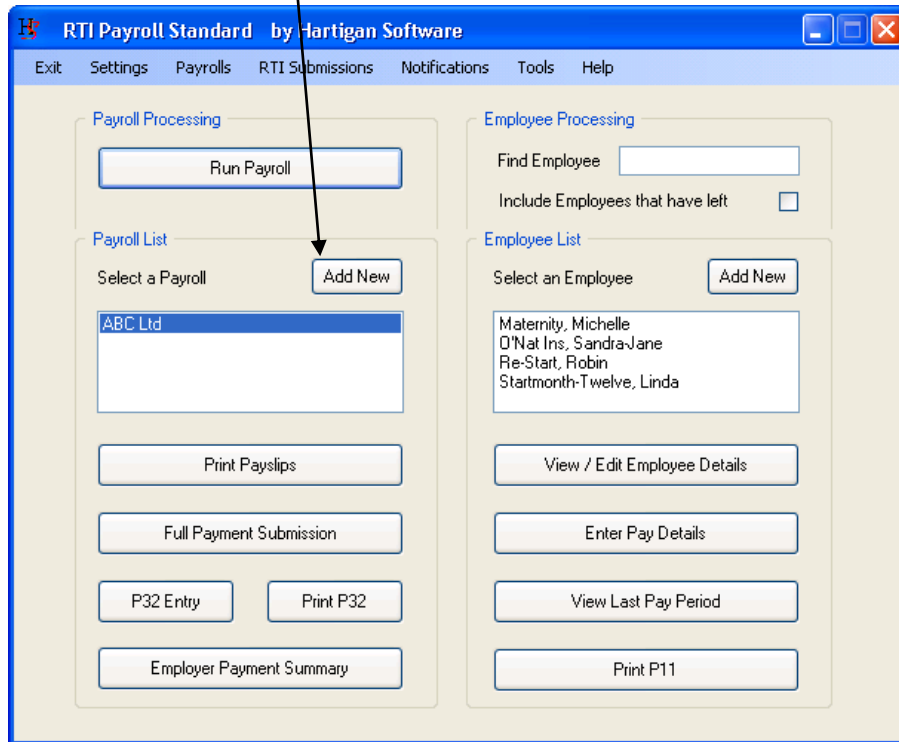 RTI Payroll Standard by Hartigan Software
Exit Settings Payrolls RTI Submissions Notifications Tools Help
Payroll Processing
Run Payroll
Employee Processing
Find Employee
Include Employees that have left
Payroll List
Select a Payroll Add New
ABC Ltd
Print Payslips
Full Payment Submission
P32 Entry Print P32
Employer Payment Summary
Employee List
Select an Employee Add New
Maternity, Michelle
O'Nat Ins, Sandra-Jane
Re-Start, Robin
Startmonth-Twelve, Linda
View / Edit Employee Details
Enter Pay Details
View Last Pay Period
Print P11